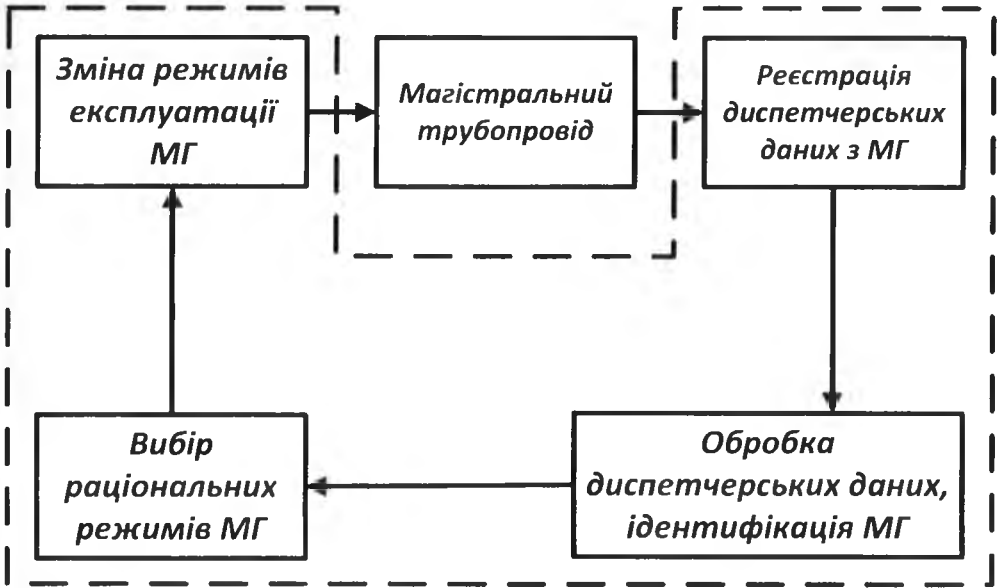 Зміна режимів
експлуатації
МГ
Магістральний
трубопровід
Реєстрація
диспетчерських
даних з МГ
Вибір
раціональних
режимів МГ
Обробка
диспетчерських даних,
ідентифікація МГ